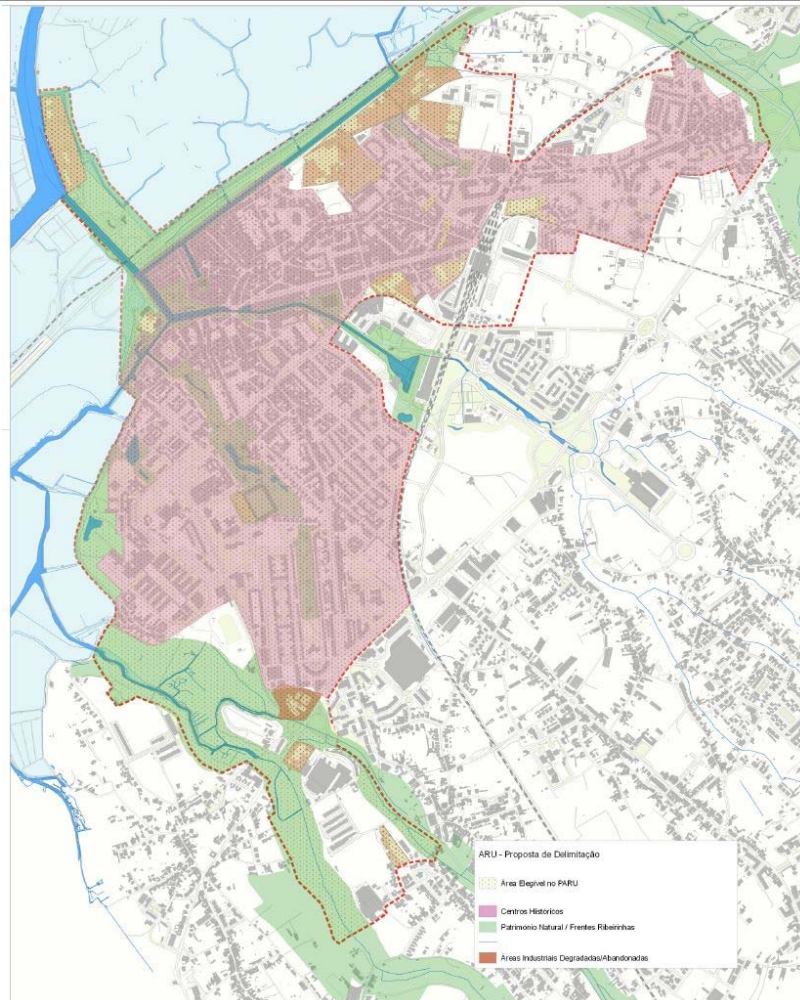 ARU - Proposta de Delimitação
Área Elegível no PARU
Centros Históricos
Património Natural / Frentes Ribeirinhas
Áreas Industriais Degradadas/Abandonadas